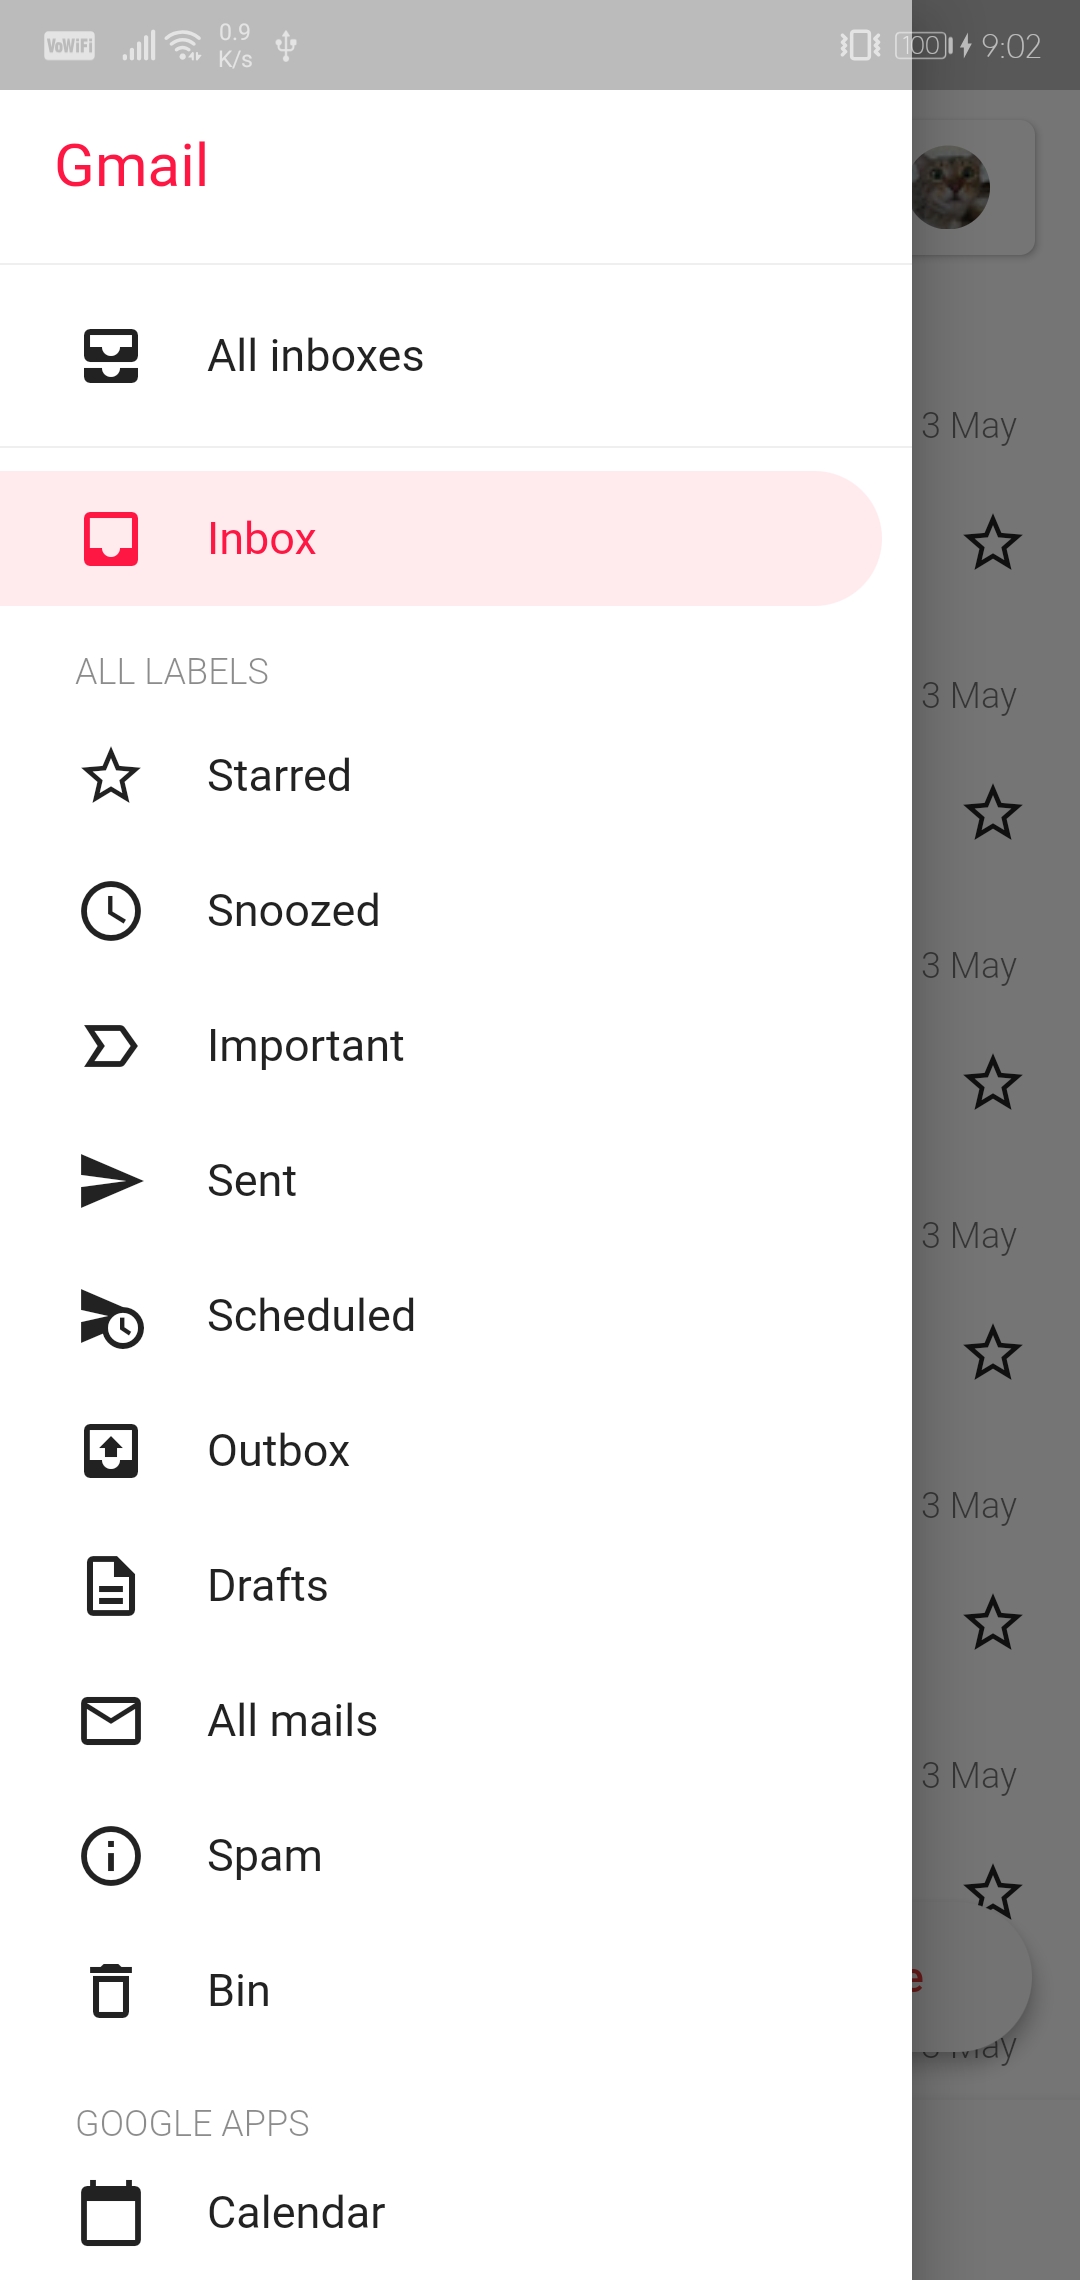 VoWiFi 0.9 K/s 100 9:02
Gmail
All inboxes
3 May
Inbox
ALL LABELS
3 May
Starred
Snoozed
3 May
Important
Sent
3 May
Scheduled
Outbox
3 May
Drafts
All mails
3 May
Spam
Bin
e
3 May
GOOGLE APPS
Calendar